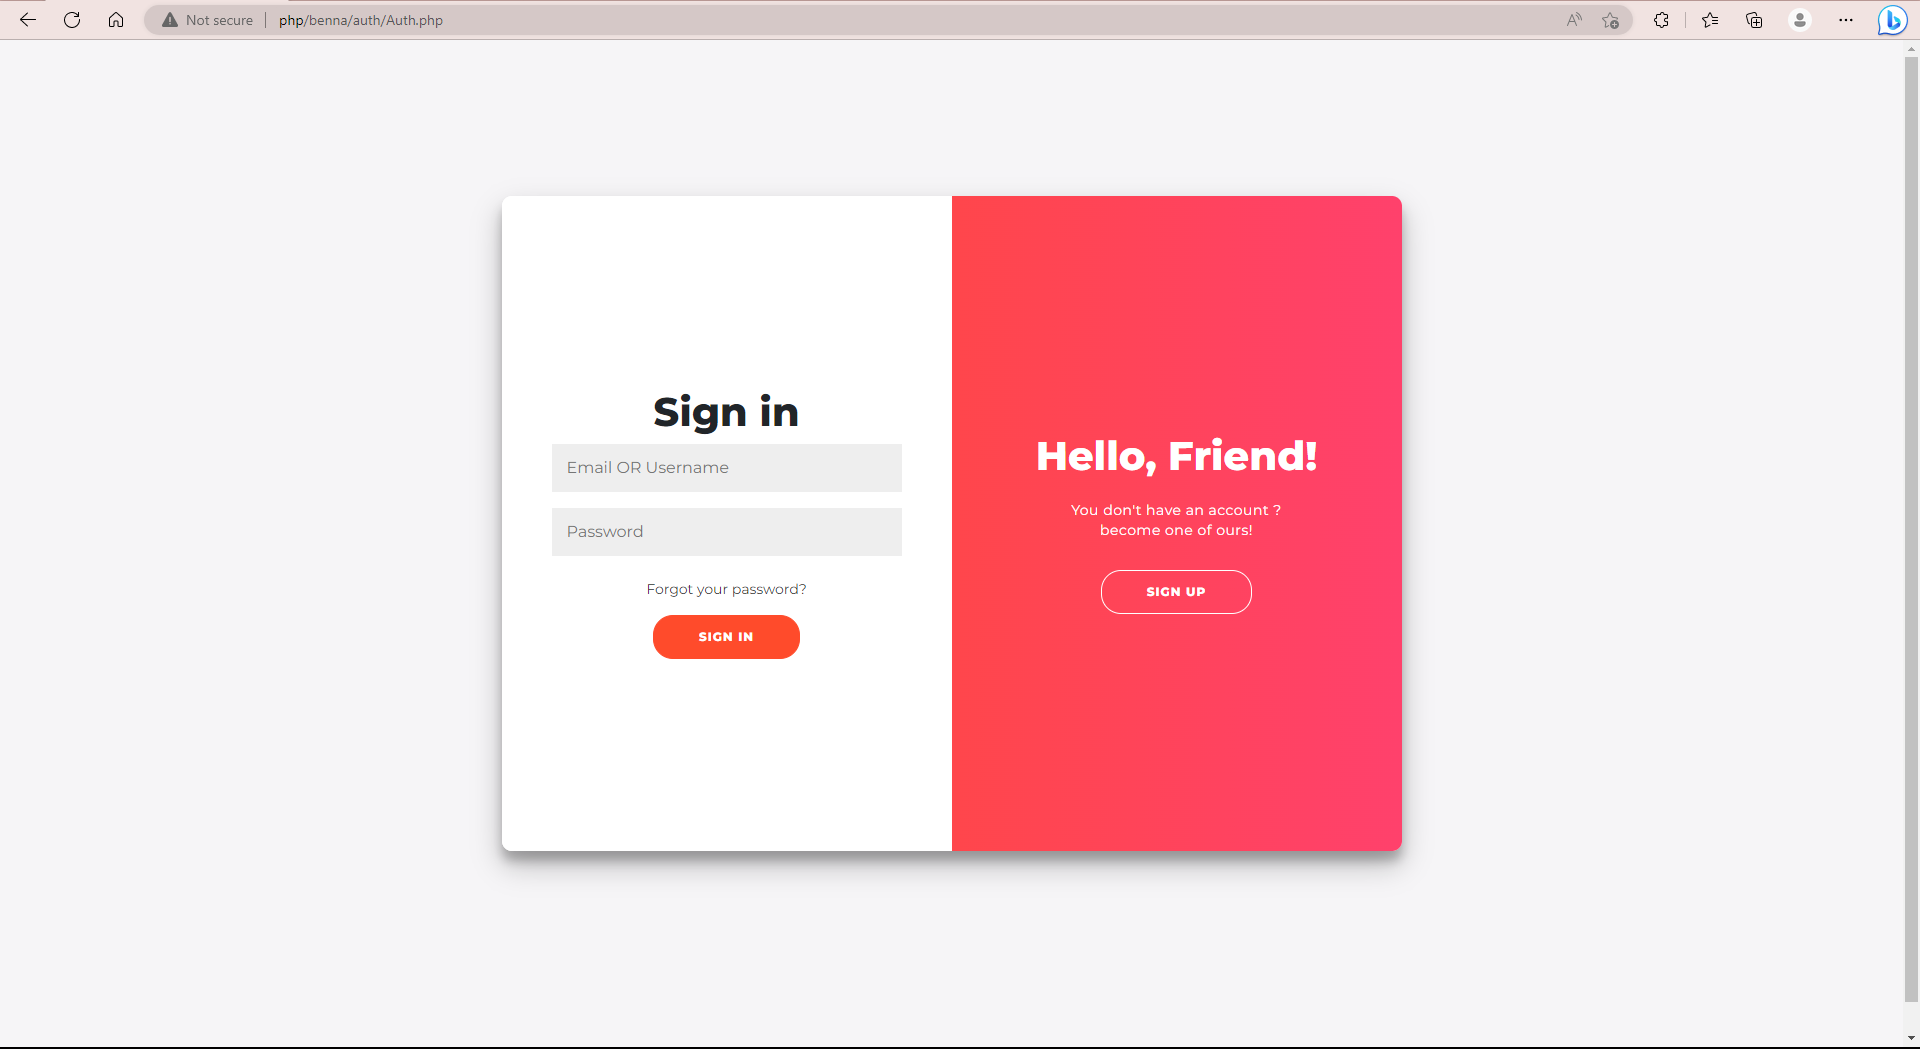 Not secure
php/benna/auth/Auth.php
Sign in
Email OR Username
Password
Forgot your password?
SIGN IN
Hello, Friend!
You don't have an account ?
become one of ours!
SIGN UP